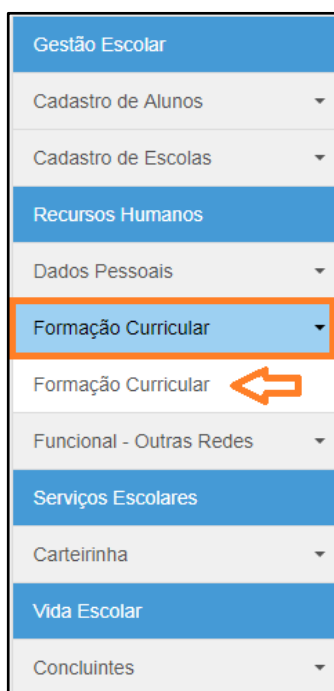 Gestão Escolar
Cadastro de Alunos
Cadastro de Escolas
Recursos Humanos
Dados Pessoais
Formação Curricular
Formação Curricular
Funcional - Outras Redes
Serviços Escolares
Carteirinha
Vida Escolar
Concluintes